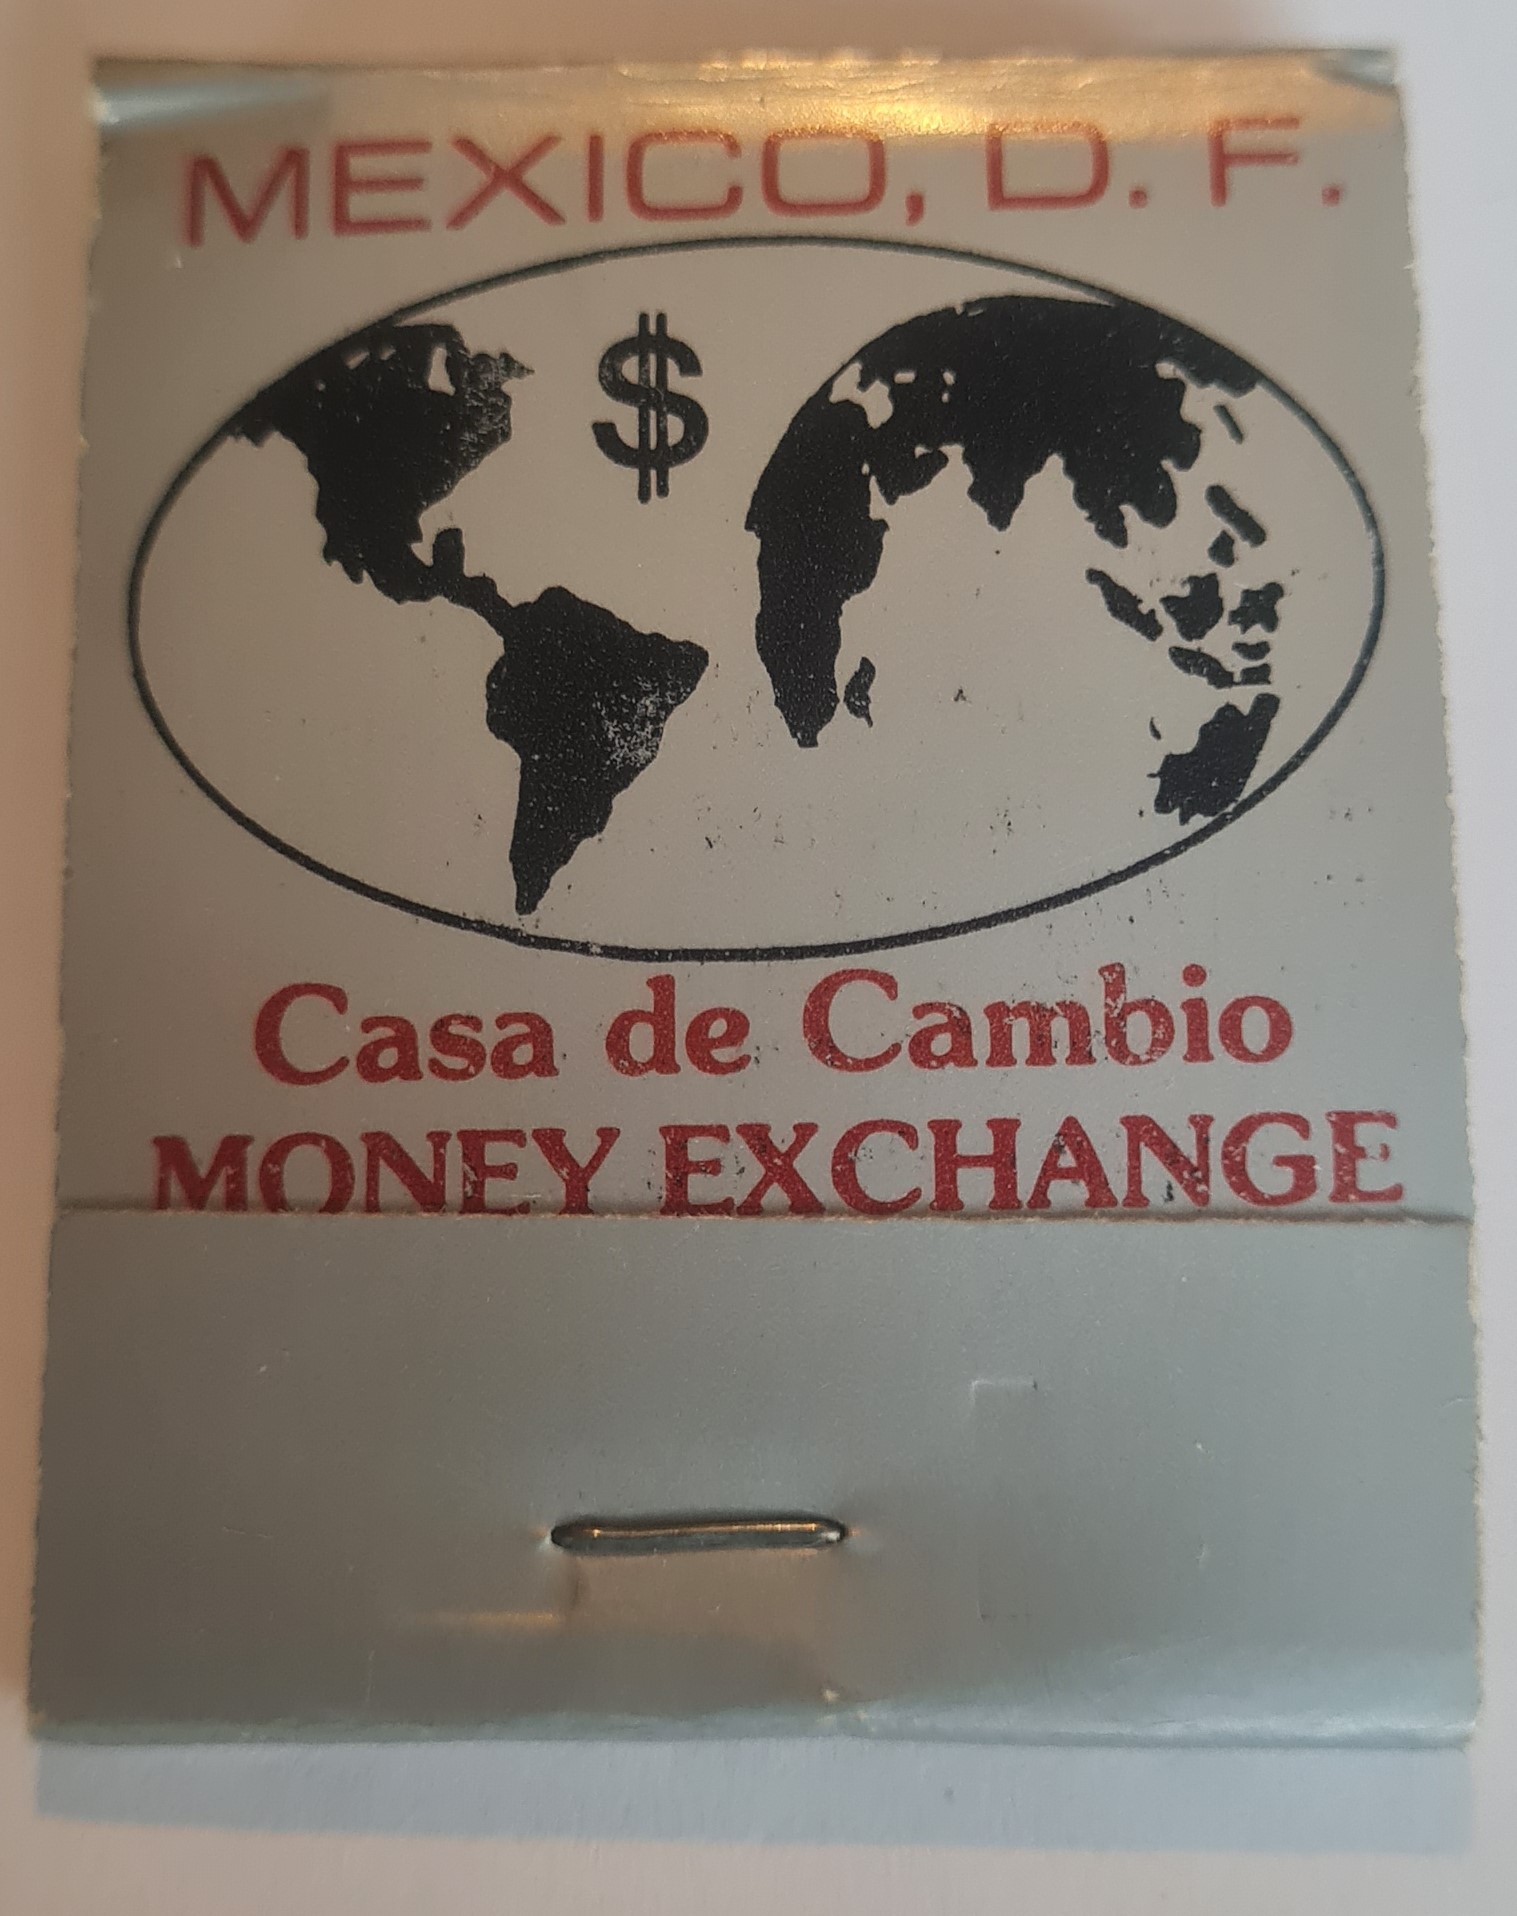 MEXICO, D. F.
$
Casa de Cambio
MONEY EXCHANGE